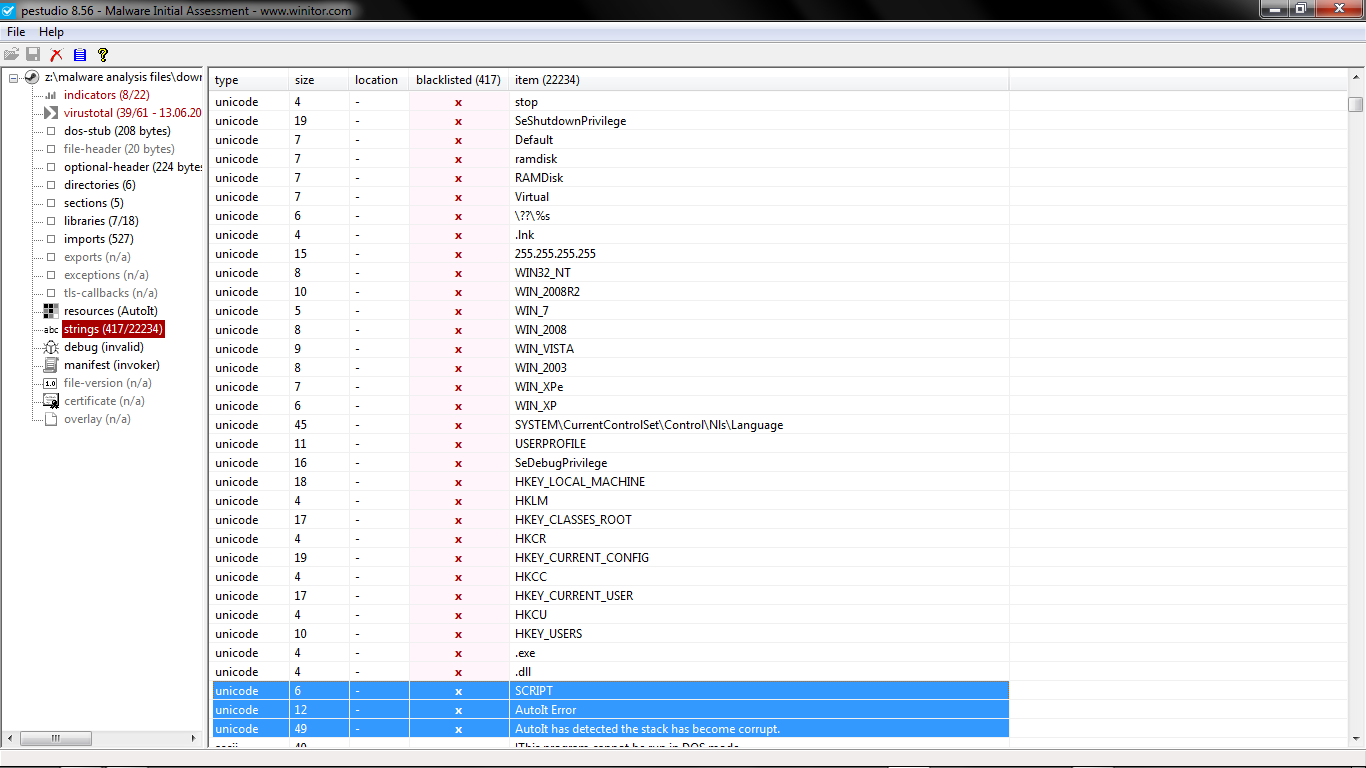 pestudio 8.56 - Malware Initial Assessment - www.winitor.com
File Help
z:\malware analysis files\down
indicators (8/22)
virustotal (39/61 - 13.06.20
dos-stub (208 bytes)
file-header (20 bytes)
optional-header (224 bytes
directories (6)
sections (5)
libraries (7/18)
imports (527)
exports (n/a)
exceptions (n/a)
tls-callbacks (n/a)
resources (AutoIt)
abc strings (417/22234)
debug (invalid)
manifest (invoker)
1.0 file-version (n/a)
certificate (n/a)
overlay (n/a)
type size location blacklisted (417) item (22234)
unicode 4 - x stop
unicode 19 - x SeShutdownPrivilege
unicode 7 - x Default
unicode 7 - x ramdisk
unicode 7 - x RAMDisk
unicode 7 - x Virtual
unicode 6 - x \??\%s
unicode 4 - x .lnk
unicode 15 - x 255.255.255.255
unicode 8 - x WIN32_NT
unicode 10 - x WIN_2008R2
unicode 5 - x WIN_7
unicode 8 - x WIN_2008
unicode 9 - x WIN_VISTA
unicode 8 - x WIN_2003
unicode 7 - x WIN_XPe
unicode 6 - x WIN_XP
unicode 45 - x SYSTEM\CurrentControlSet\Control\Nls\Language
unicode 11 - x USERPROFILE
unicode 16 - x SeDebugPrivilege
unicode 18 - x HKEY_LOCAL_MACHINE
unicode 4 - x HKLM
unicode 17 - x HKEY_CLASSES_ROOT
unicode 4 - x HKCR
unicode 19 - x HKEY_CURRENT_CONFIG
unicode 4 - x HKCC
unicode 17 - x HKEY_CURRENT_USER
unicode 4 - x HKCU
unicode 10 - x HKEY_USERS
unicode 4 - x .exe
unicode 4 - x .dll
unicode 6 - x SCRIPT
unicode 12 - x AutoIt Error
unicode 49 - x AutoIt has detected the stack has become corrupt.
ascii 40 - x !This program cannot be run in DOS mode.